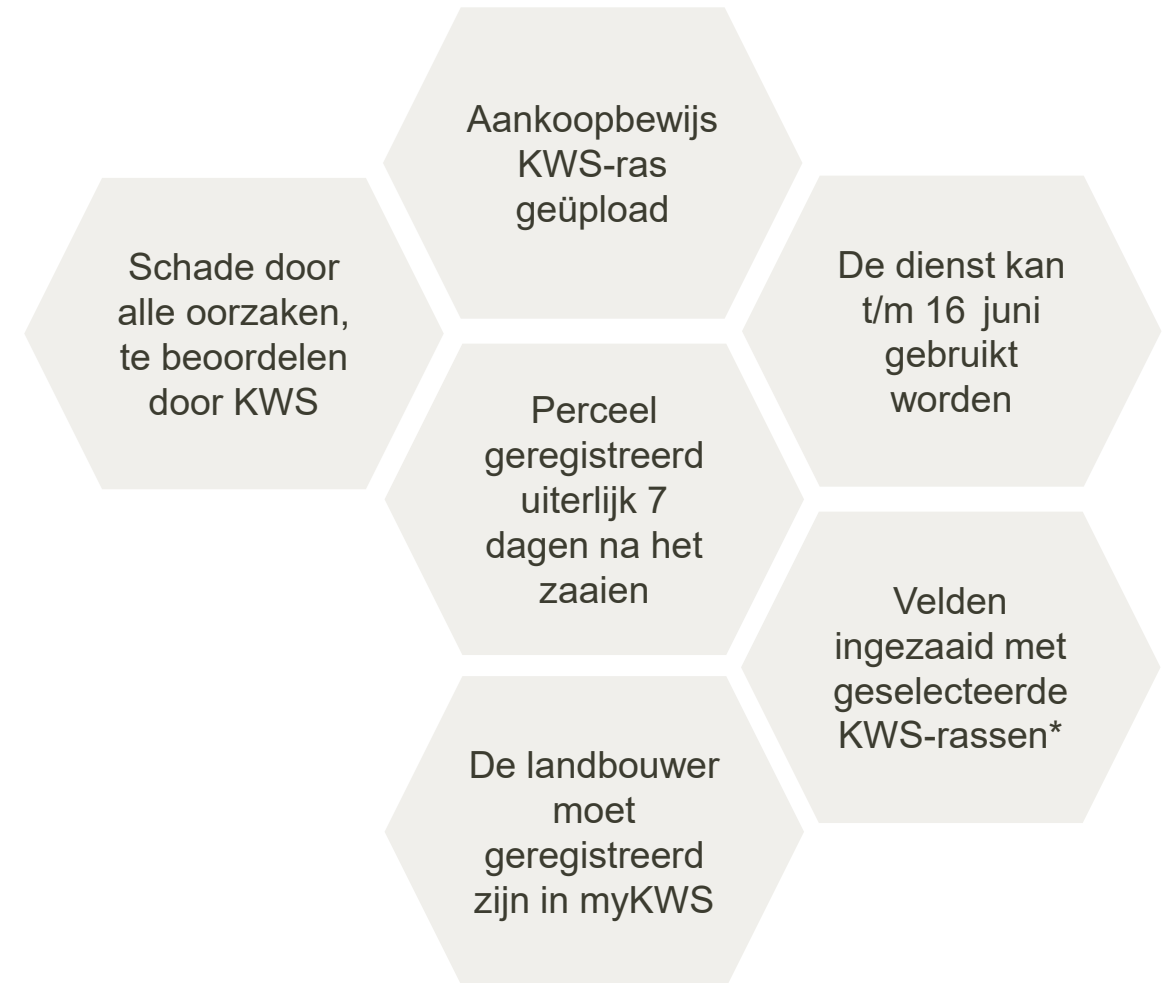 Aankoopbewijs
KWS-ras
geüpload
Schade door
alle oorzaken,
te beoordelen
door KWS
De dienst kan
t/m 16 juni
gebruikt
worden
Perceel
geregistreerd
uiterlijk 7
dagen na het
zaaien
Velden
ingezaaid met
geselecteerde
KWS-rassen*
De landbouwer
moet
geregistreerd
zijn in myKWS